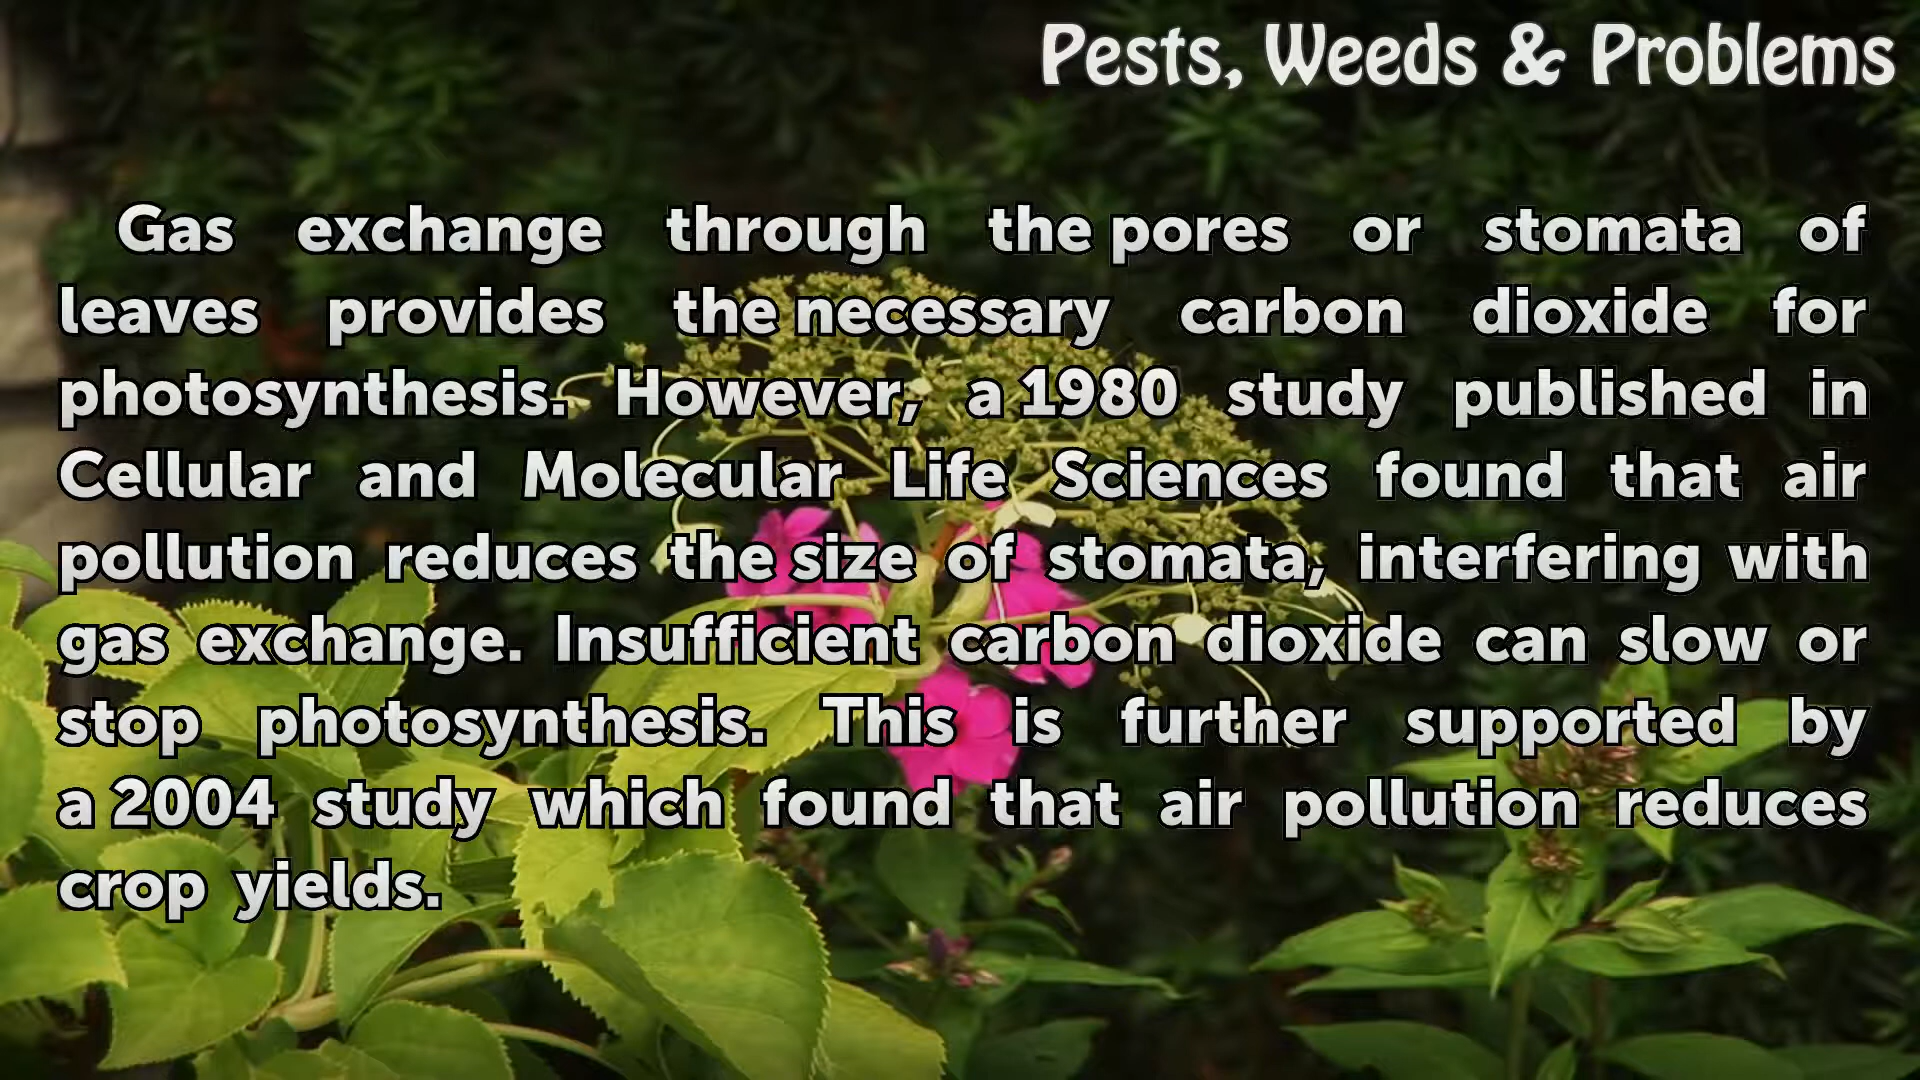 Pests, Weeds & Problems
Gas exchange through the pores or stomata of
leaves provides the necessary carbon dioxide for
photosynthesis. However, a 1980 study published in
Cellular and Molecular Life Sciences found that air
pollution reduces the size of stomata, interfering with
gas exchange. Insufficient carbon dioxide can slow or
stop photosynthesis. This is further supported by
a 2004 study which found that air pollution reduces
crop yields.